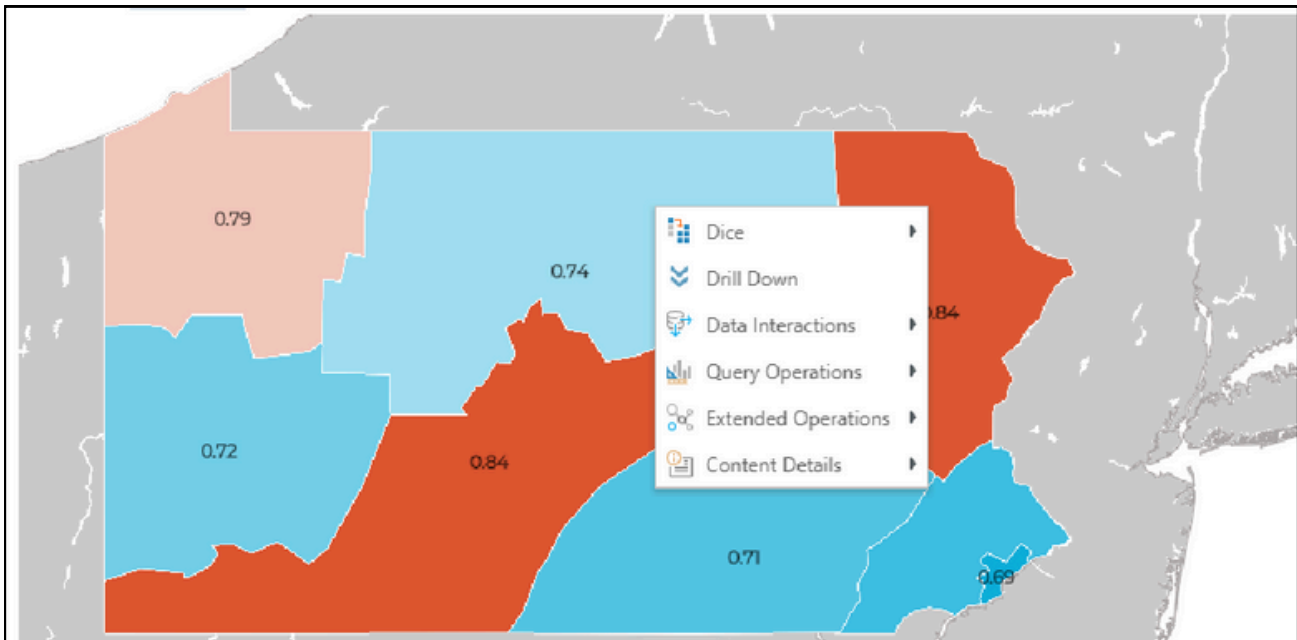 0.79
0.74
Dice
Drill Down
Data Interactions
0.84
Query Operations
Extended Operations
Content Details
0.72
0.84
0.71
0.69